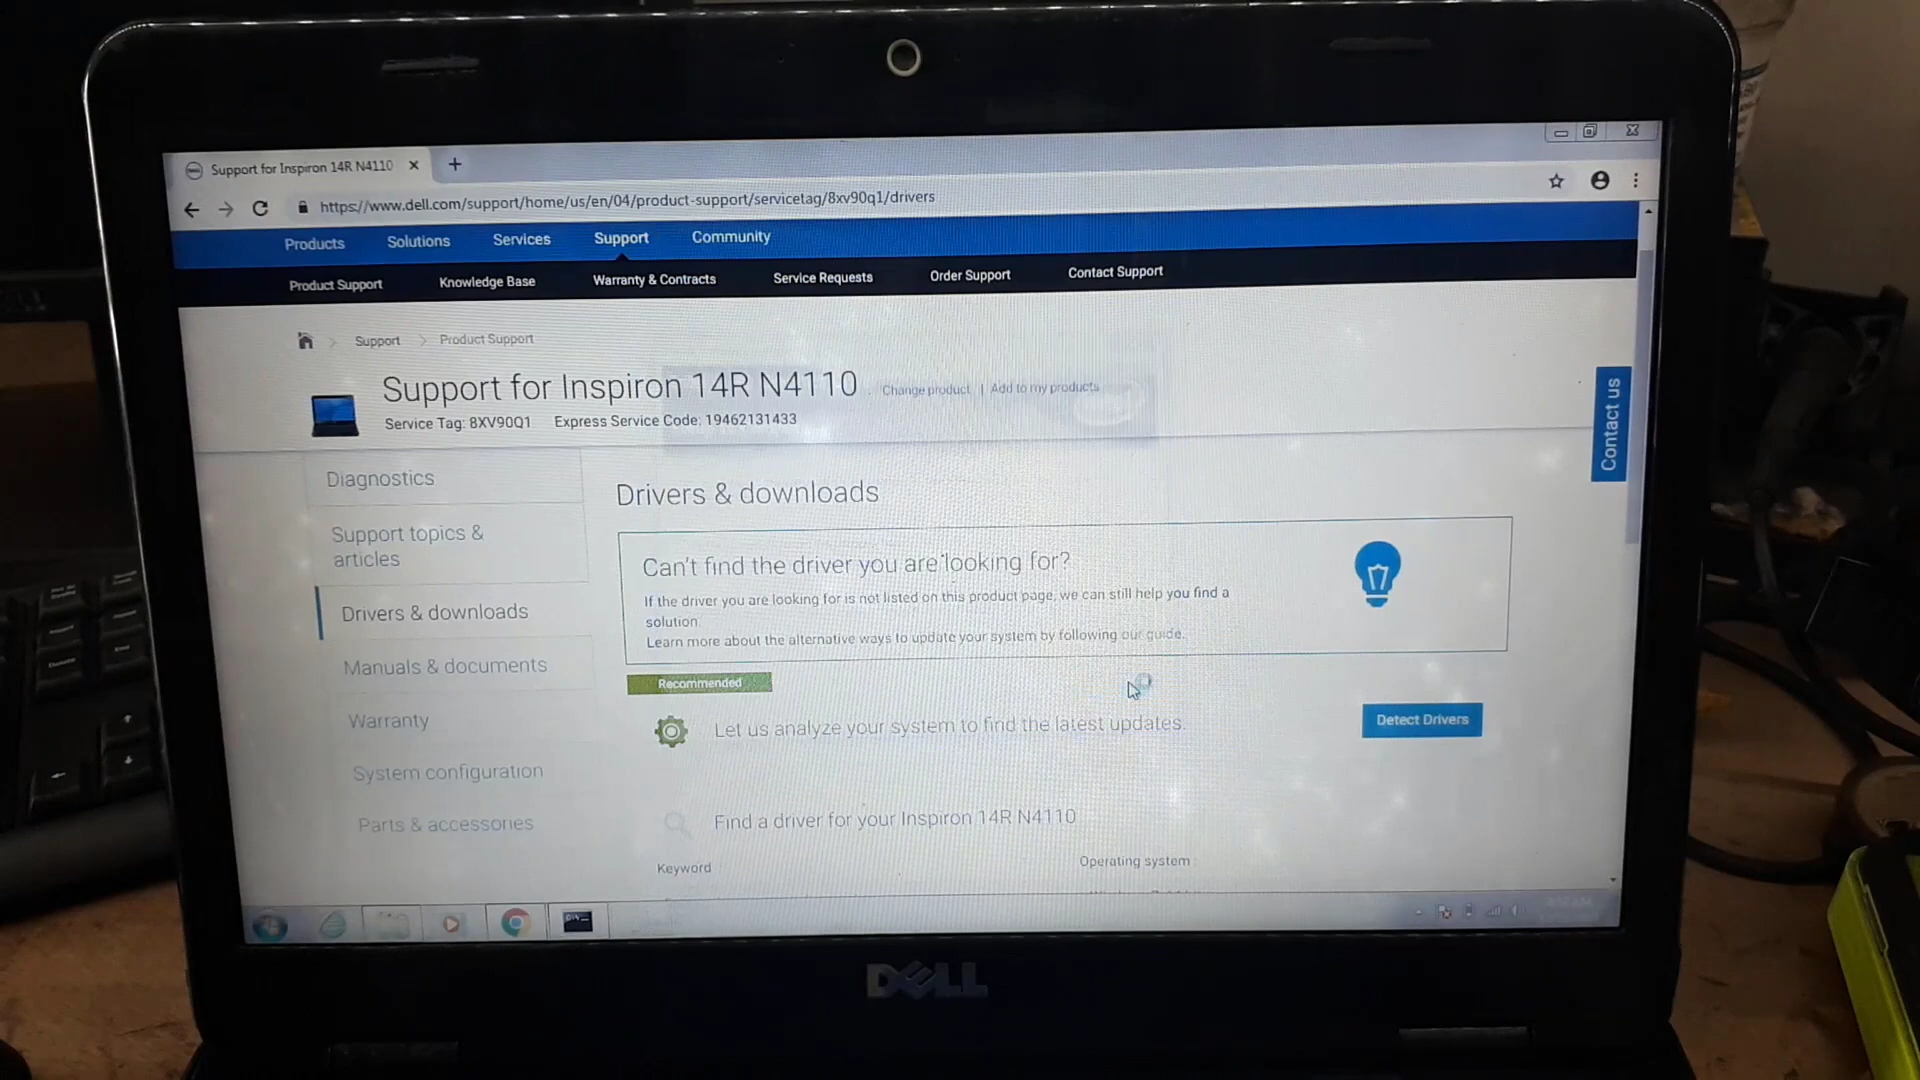 Support for Inspiron 14R N4110
https://www.dell.com/support/home/us/en/04/product-support/servicetag/8xv90q1/drivers
Products Solutions Services Support Community
Product Support Knowledge Base Warranty & Contracts Service Requests Order Support Contact Support
Support Product Support
Support for Inspiron 14R N4110 Change product | Add to my products
Service Tag: 8XV90Q1 Express Service Code: 19462131433
Contact us
Diagnostics
Support topics &
articles
Drivers & downloads
Manuals & documents
Warranty
System configuration
Parts & accessories
Drivers & downloads
Can't find the driver you are looking for?
If the driver you are looking for is not listed on this product page, we can still help you find a
solution.
Learn more about the alternative ways to update your system by following our guide.
Recommended
Let us analyze your system to find the latest updates.
Detect Drivers
Find a driver for your Inspiron 14R N4110
Keyword
Operating system
DELL